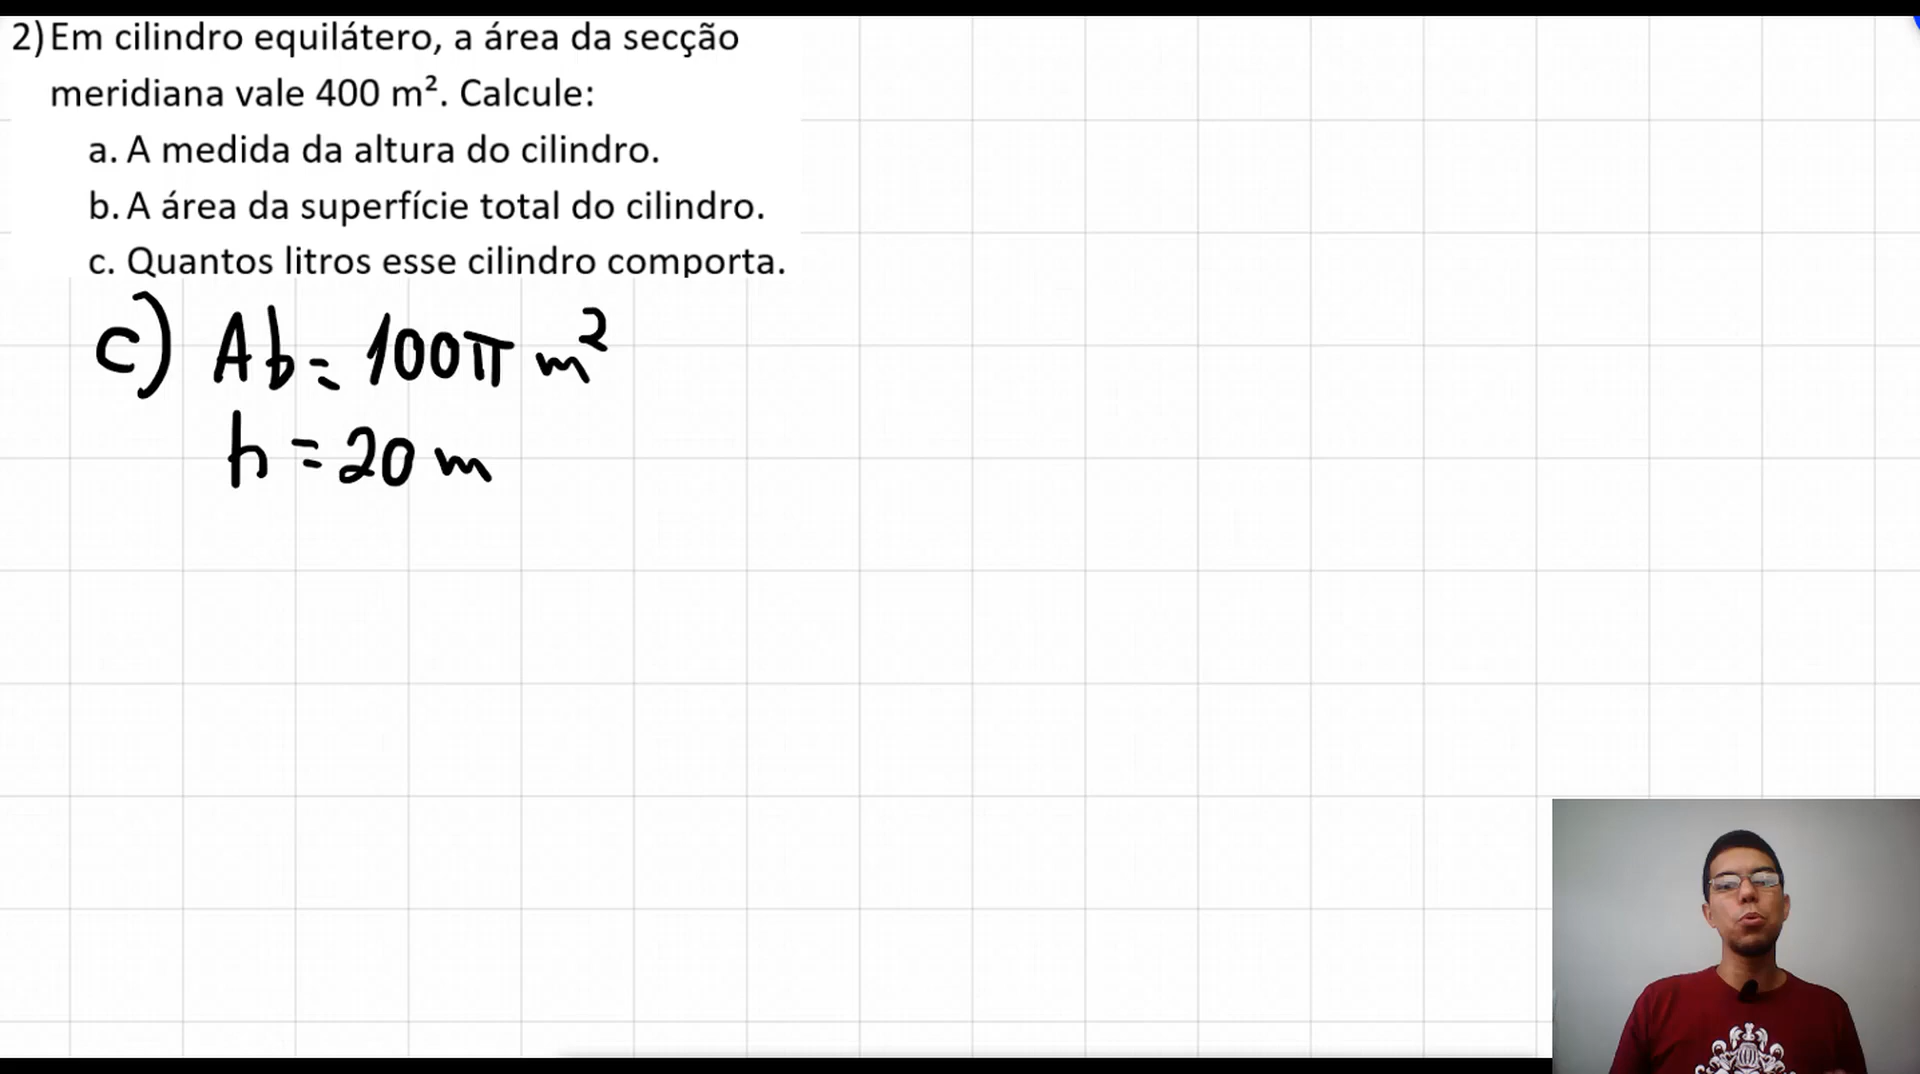 2) Em cilindro equilátero, a área da secção
meridiana vale 400 m². Calcule:
a. A medida da altura do cilindro.
b. A área da superfície total do cilindro.
c. Quantos litros esse cilindro comporta.
c) Ab = 100π m²
h = 20 m